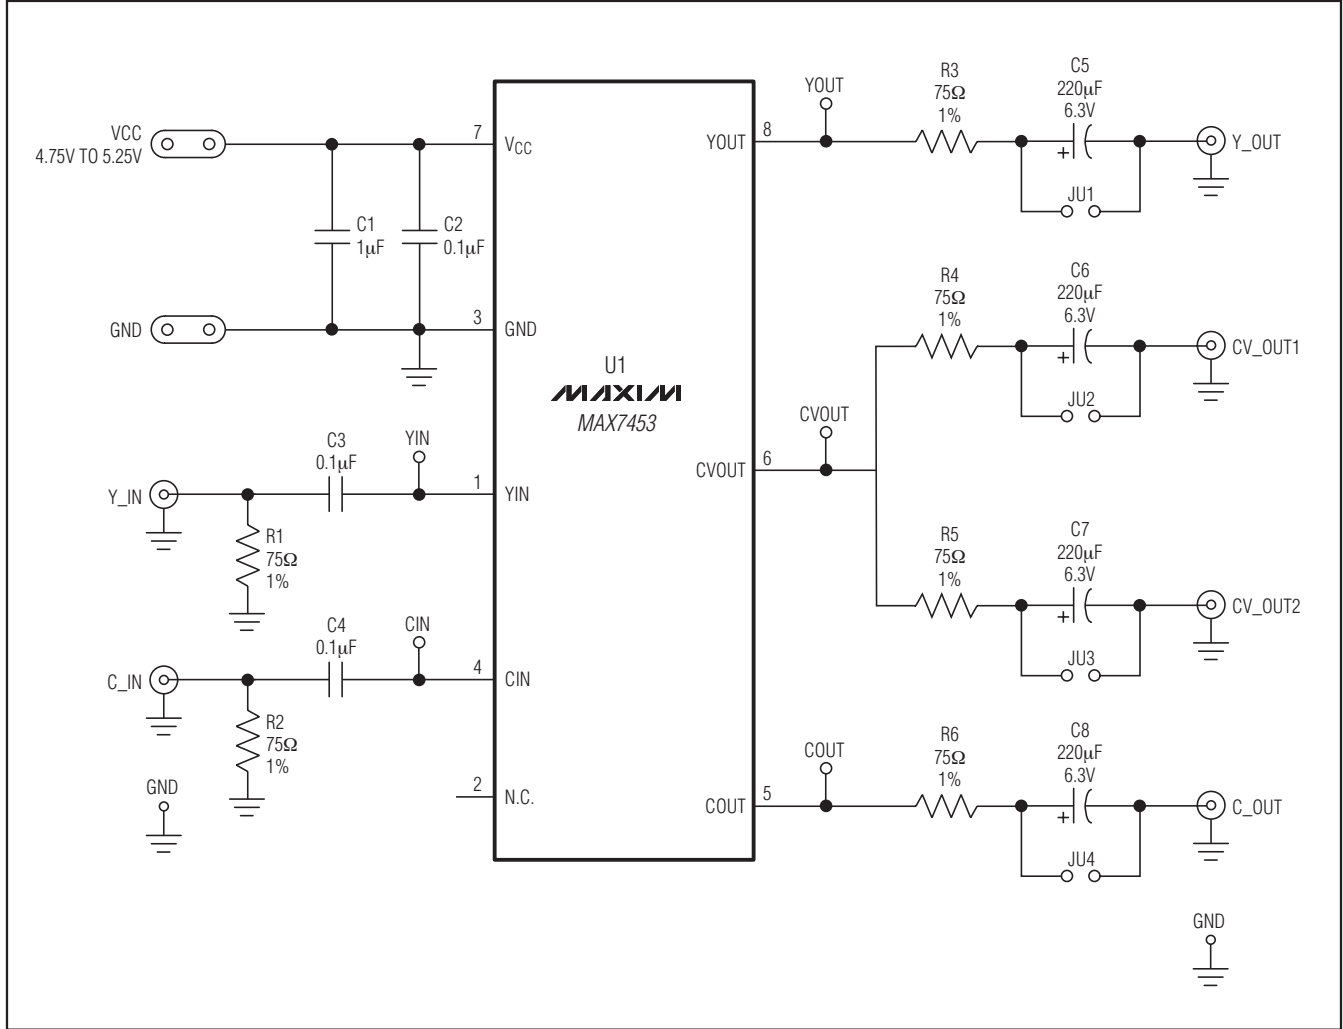 VCC
4.75V TO 5.25V
GND
C1
1μF
C2
0.1μF
7
VCC
3
GND
Y_IN
R1
75Ω
1%
C3
0.1μF
YIN
1
YIN
C_IN
R2
75Ω
1%
C4
0.1μF
CIN
4
CIN
GND
2
N.C.
U1
MAXIM
MAX7453
YOUT
8
YOUT
R3
75Ω
1%
C5
220μF
6.3V
+
JU1
Y_OUT
CVOUT
6
CVOUT
R4
75Ω
1%
C6
220μF
6.3V
+
JU2
CV_OUT1
R5
75Ω
1%
C7
220μF
6.3V
+
JU3
CV_OUT2
COUT
5
COUT
R6
75Ω
1%
C8
220μF
6.3V
+
JU4
C_OUT
GND